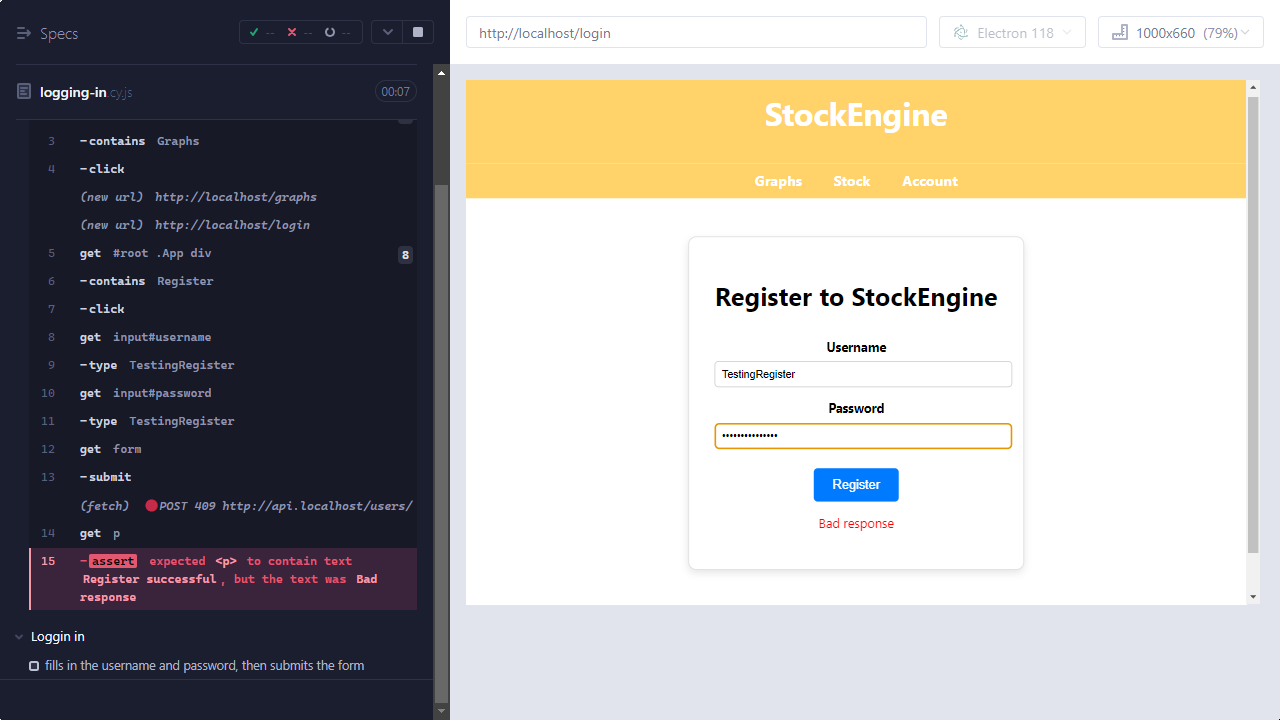 Specs
--
--
--
logging-in.cy.js
00:07
3 -contains Graphs
4 -click
(new url) http://localhost/graphs
(new url) http://localhost/login
5 get #root .App div 8
6 -contains Register
7 -click
8 get input#username
9 -type TestingRegister
10 get input#password
11 -type TestingRegister
12 get form
13 -submit
(fetch) POST 409 http://api.localhost/users/
14 get p
15 -assert expected <p> to contain text
Register successful, but the text was Bad
response
Loggin in
fills in the username and password, then submits the form
http://localhost/login
Electron 118
1000x660 (79%)
StockEngine
Graphs Stock Account
Register to StockEngine
Username
TestingRegister
Password
•••••••••••••••
Register
Bad response